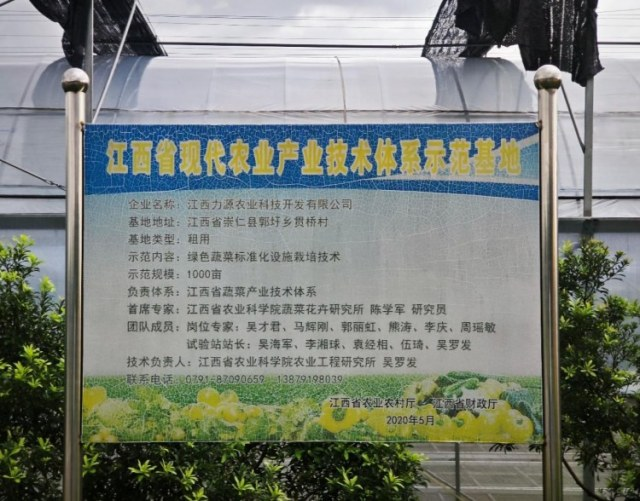 江西省现代农业产业技术体系示范基地
企业名称：江西力源农业科技开发有限公司
基地地址：江西省崇仁县郭圩乡贯桥村
基地类型：租用
示范内容：绿色蔬菜标准化设施栽培技术
示范规模：1000亩
负责体系：江西省蔬菜产业技术体系
首席专家：江西省农业科学院蔬菜花卉研究所 陈学军 研究员
团队成员：岗位专家：吴才君、马辉刚、郭丽虹、熊涛、李庆、周瑶敏
试验站站长：吴海军、李湘球、袁经相、伍琦、吴罗发
技术负责人：江西省农业科学院农业工程研究所 吴罗发
联系电话：0791-87090659 13879198039
江西省农业农村厅 江西省财政厅
2020年5月